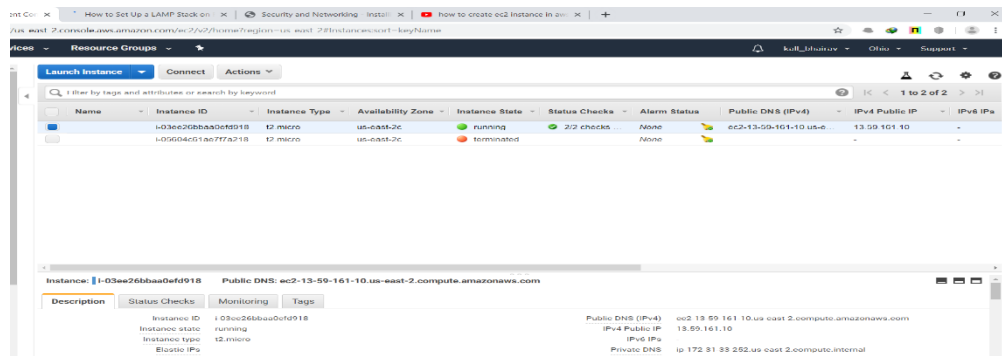 ent Co × How to Set Up a LAMP Stack on × Security and Networking - Install × how to create ec2 instance in aw × +
/us-east-2.console.aws.amazon.com/ec2/v2/home?region=us-east-2#Instances:sort=keyName
vices Resource Groups kall_bhairav Ohio Support
Launch Instance Connect Actions
Filter by tags and attributes or search by keyword 1 to 2 of 2
Name Instance ID Instance Type Availability Zone Instance State Status Checks Alarm Status Public DNS (IPv4) IPv4 Public IP IPv6 IPs
i-03ee26bbaa0efd918 t2.micro us-east-2c running 2/2 checks ... None ec2-13-59-161-10.us-e... 13.59.161.10 -
t2.micro us-east-2c terminated None - -
Instance: i-03ee26bbaa0efd918 Public DNS: ec2-13-59-161-10.us-east-2.compute.amazonaws.com
Description Status Checks Monitoring Tags
Instance ID i-03ee26bbaa0efd918 Public DNS (IPv4) ec2-13-59-161-10.us-east-2.compute.amazonaws.com
Instance state running IPv4 Public IP 13.59.161.10
Instance type t2.micro IPv6 IPs -
Elastic IPs Private DNS ip-172-31-33-252.us-east-2.compute.internal